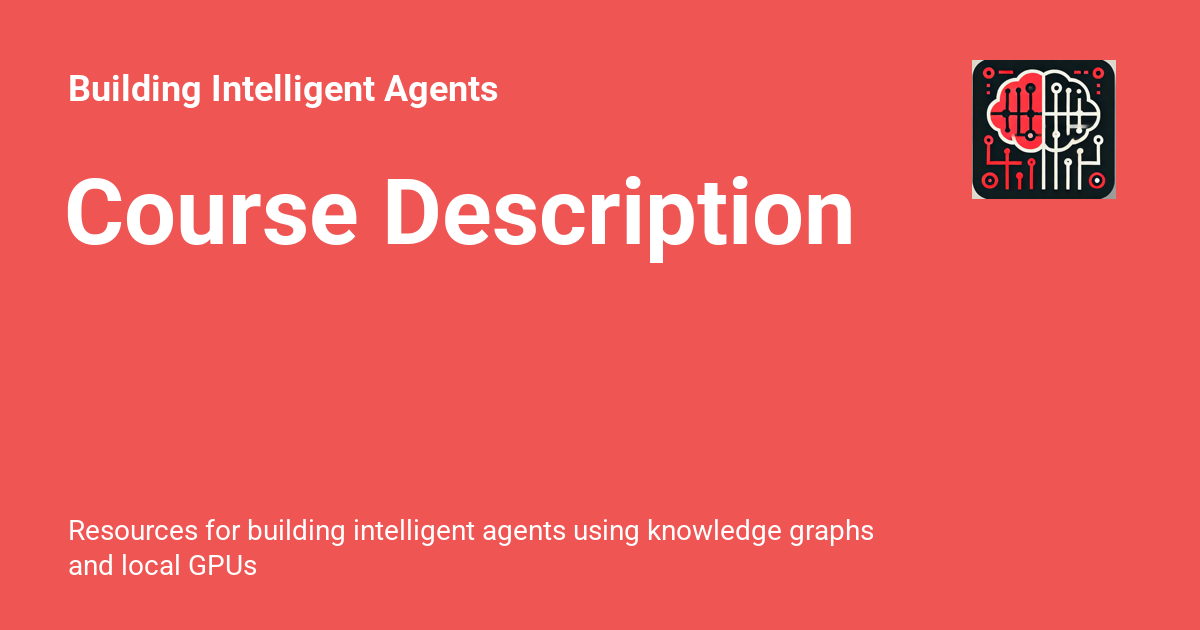 Building Intelligent Agents
Course Description
Resources for building intelligent agents using knowledge graphs
and local GPUs